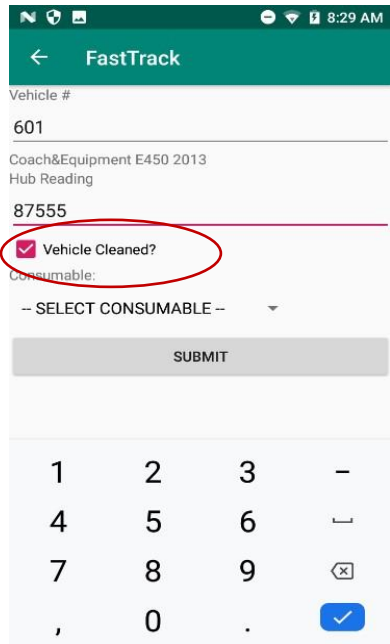 8:29 AM
FastTrack
Vehicle #
601
Coach&Equipment E450 2013
Hub Reading
87555
Vehicle Cleaned?
Consumable:
-- SELECT CONSUMABLE --
SUBMIT
1 2 3 -
4 5 6
7 8 9
, 0 .